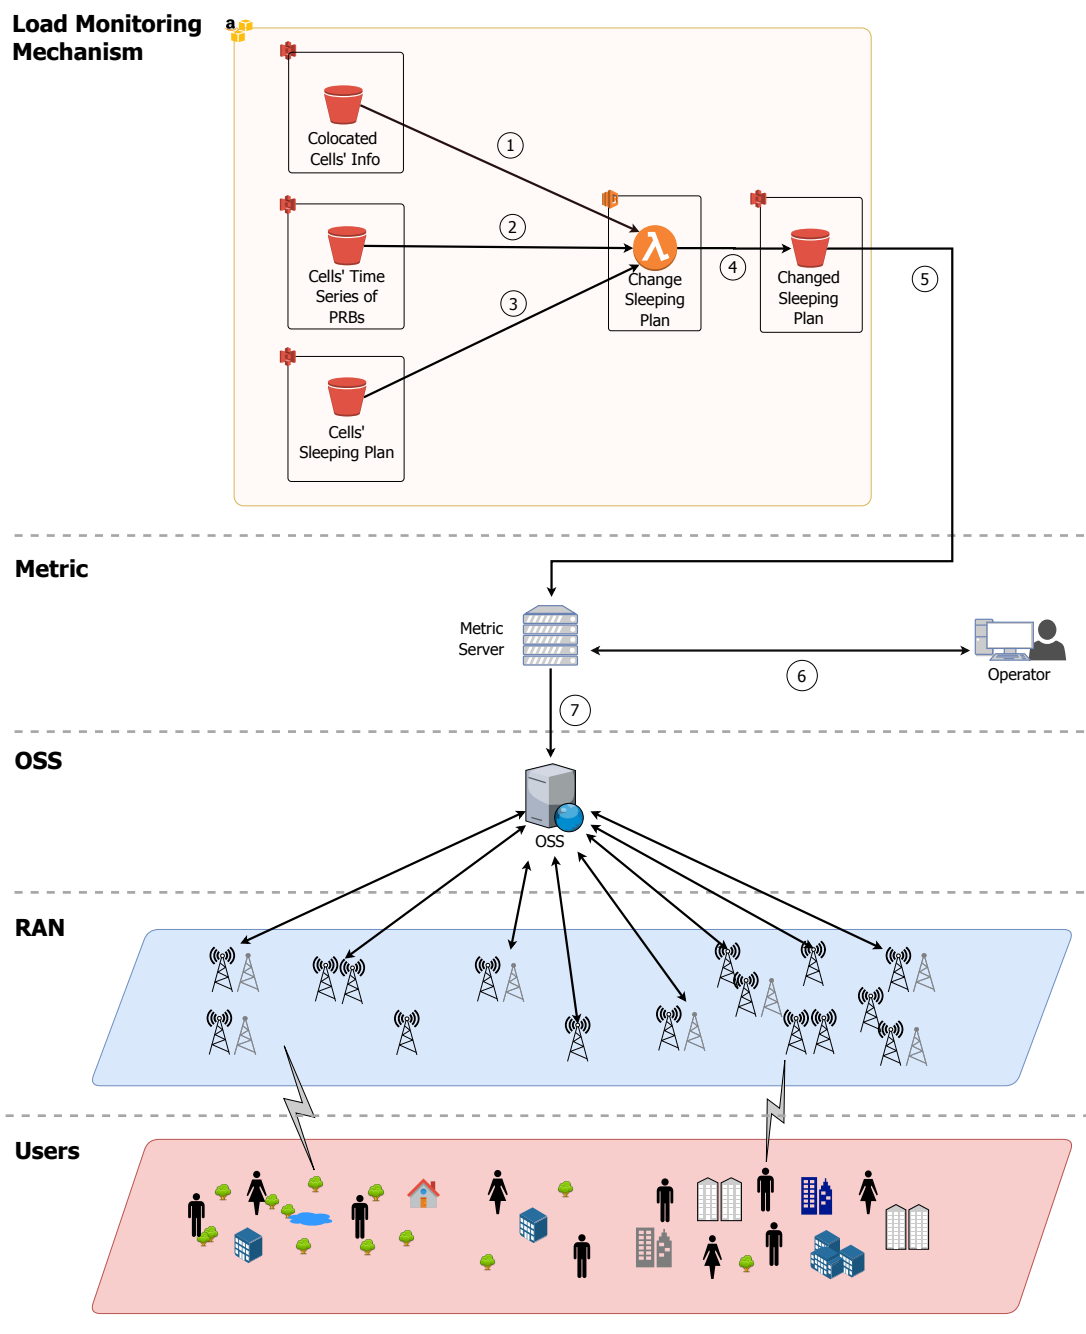 Load Monitoring
Mechanism
a
Colocated
Cells' Info
1
Cells' Time
Series of
PRBs
2
Cells'
Sleeping Plan
3
λ
Change
Sleeping
Plan
4
Changed
Sleeping
Plan
5
Metric
Metric
Server
6
Operator
7
OSS
OSS
RAN
Users